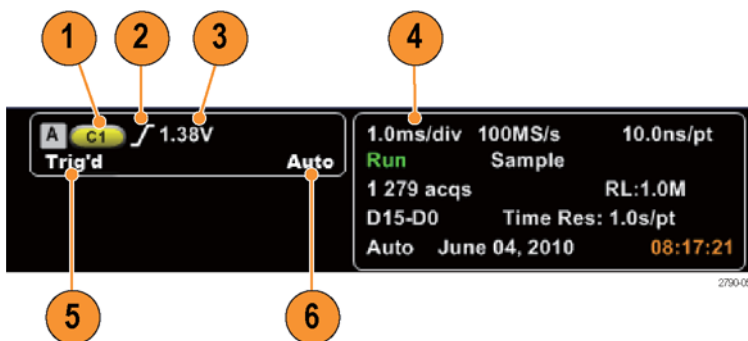 1 2 3 4
A C1 1.38V
Trig'd Auto
1.0ms/div 100MS/s 10.0ns/pt
Run Sample
1 279 acqs RL:1.0M
D15-D0 Time Res: 1.0s/pt
Auto June 04, 2010 08:17:21
5 6